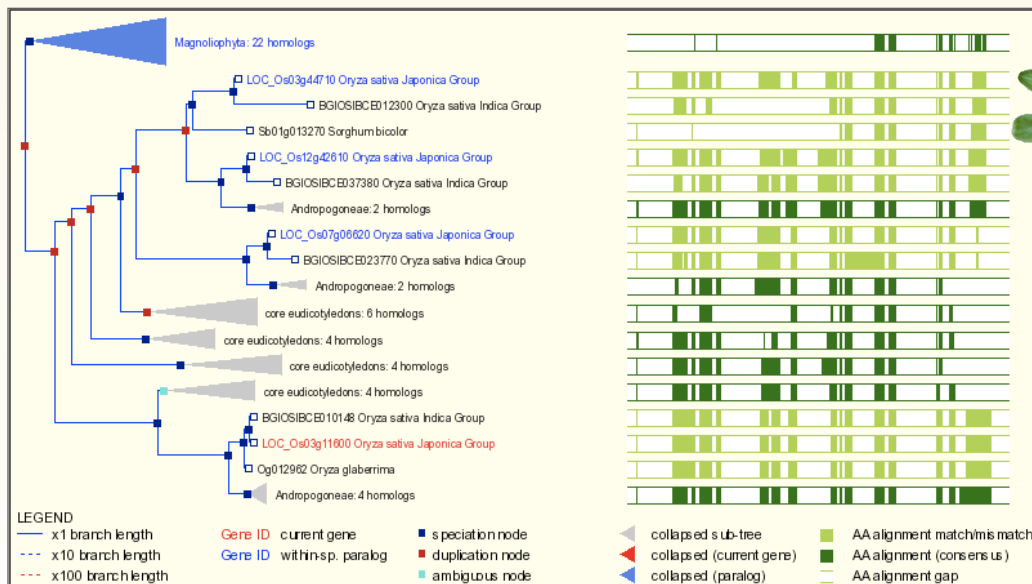 Magnoliophyta: 22 homologs
LOC_Os03g44710 Oryza sativa Japonica Group
BGIOSIBCE012300 Oryza sativa Indica Group
Sb01g013270 Sorghum bicolor
LOC_Os12g42610 Oryza sativa Japonica Group
BGIOSIBCE037380 Oryza sativa Indica Group
Andropogoneae: 2 homologs
LOC_Os07g06620 Oryza sativa Japonica Group
BGIOSIBCE023770 Oryza sativa Indica Group
Andropogoneae: 2 homologs
core eudicotyledons: 6 homologs
core eudicotyledons: 4 homologs
core eudicotyledons: 4 homologs
core eudicotyledons: 4 homologs
BGIOSIBCE010148 Oryza sativa Indica Group
LOC_Os03g11600 Oryza sativa Japonica Group
Og012962 Oryza glaberrima
Andropogoneae: 4 homologs
LEGEND
x1 branch length Gene ID current gene speciation node collapsed sub-tree AA alignment match/mismatch
x10 branch length Gene ID within-sp. paralog duplication node collapsed (current gene) AA alignment (consensus)
x100 branch length ambiguous node collapsed (paralog) AA alignment gap